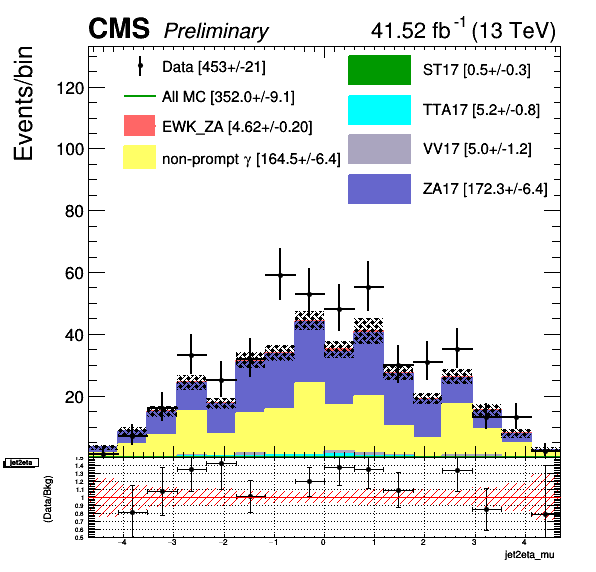 CMS Preliminary 41.52 fb⁻¹ (13 TeV)
Events/bin
Data [453+/-21]
All MC [352.0+/-9.1]
EWK_ZA [4.62+/-0.20]
non-prompt γ [164.5+/-6.4]
ST17 [0.5+/-0.3]
TTA17 [5.2+/-0.8]
VV17 [5.0+/-1.2]
ZA17 [172.3+/-6.4]
120
100
80
60
40
20
jet2eta
(Data/Bkg)
1.5
1.4
1.3
1.2
1.1
1
0.9
0.8
0.7
0.6
0.5
−4 −3 −2 −1 0 1 2 3 4
jet2eta_mu